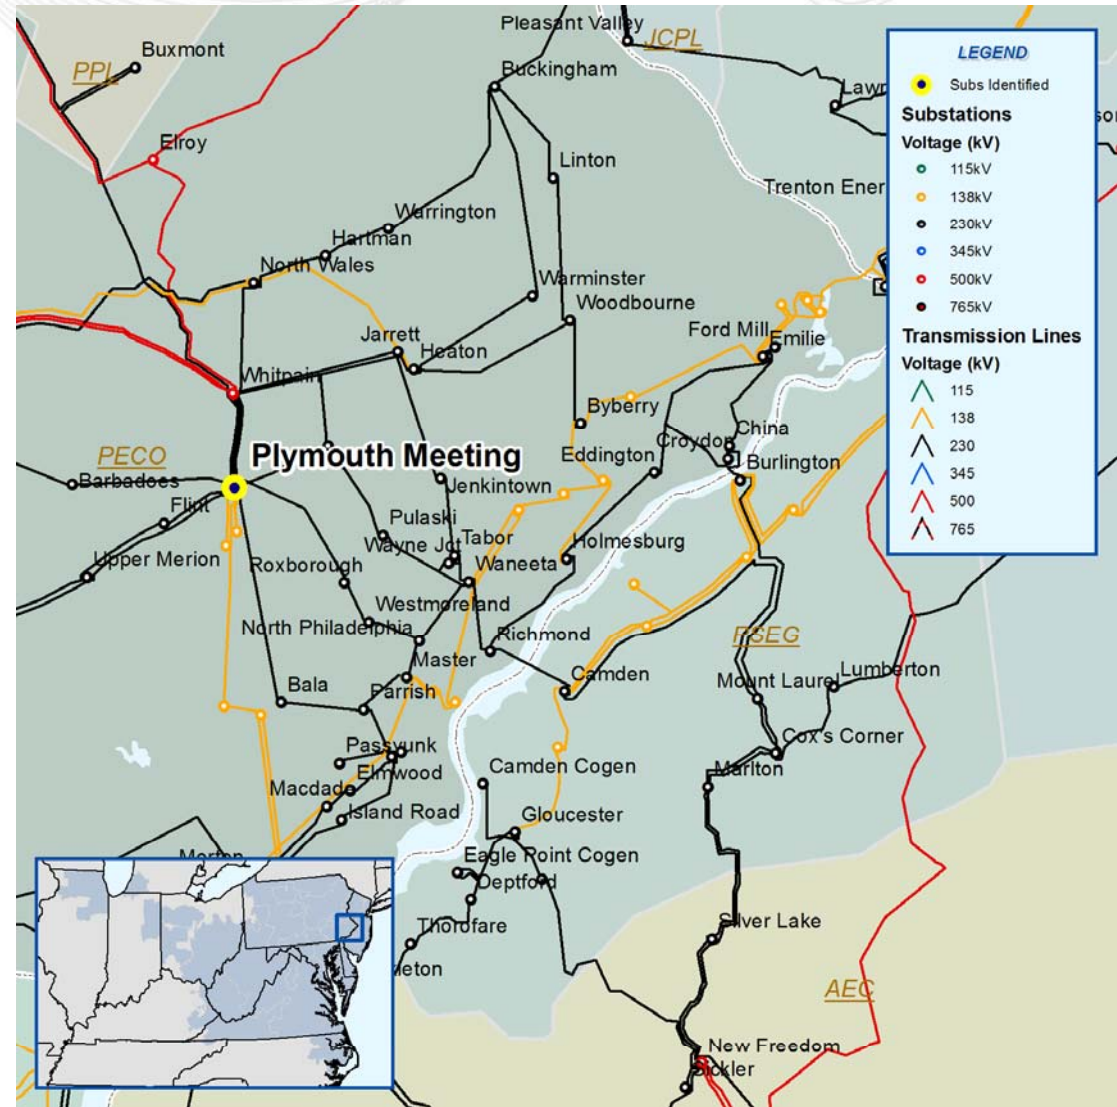 Pleasant Valley
JCPL
Buxmont
PPL
Buckingham
Elroy
Linton
Trenton Ener
Warrington
Hartman
North Wales
Warminster
Woodbourne
Ford Mill
Emilie
Jarrett
Heaton
Whitpain
Byberry
China
Croydon
Eddington
Burlington
PECO
Plymouth Meeting
Barbadoes
Jenkintown
Flint
Pulaski
Wayne Jct
Tabor
Holmesburg
Upper Merion
Roxborough
Waneeta
Westmoreland
North Philadelphia
Richmond
PSEG
Master
Camden
Lumberton
Bala
Parrish
Mount Laurel
Cox's Corner
Passyunk
Elmwood
Camden Cogen
Marlton
Macdade
Island Road
Gloucester
Morton
Eagle Point Cogen
Deptford
Thorofare
Silver Lake
AEC
New Freedom
Sickler
LEGEND
Subs Identified
Substations
Voltage (kV)
115kV
138kV
230kV
345kV
500kV
765kV
Transmission Lines
Voltage (kV)
115
138
230
345
500
765